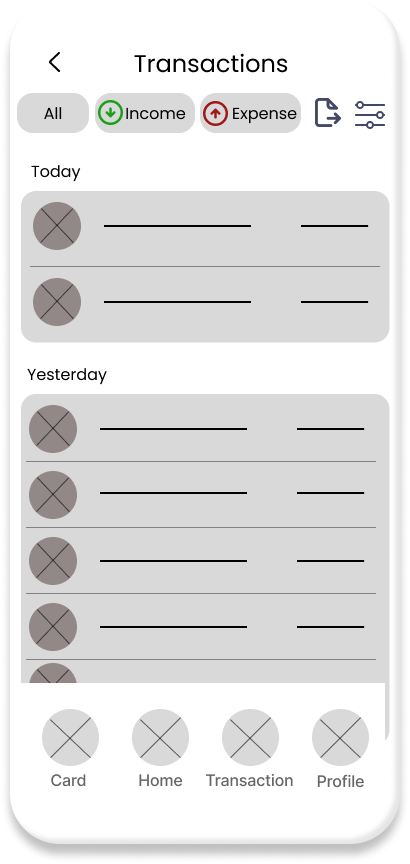 Transactions
All Income Expense
Today
Yesterday
Card Home Transaction Profile